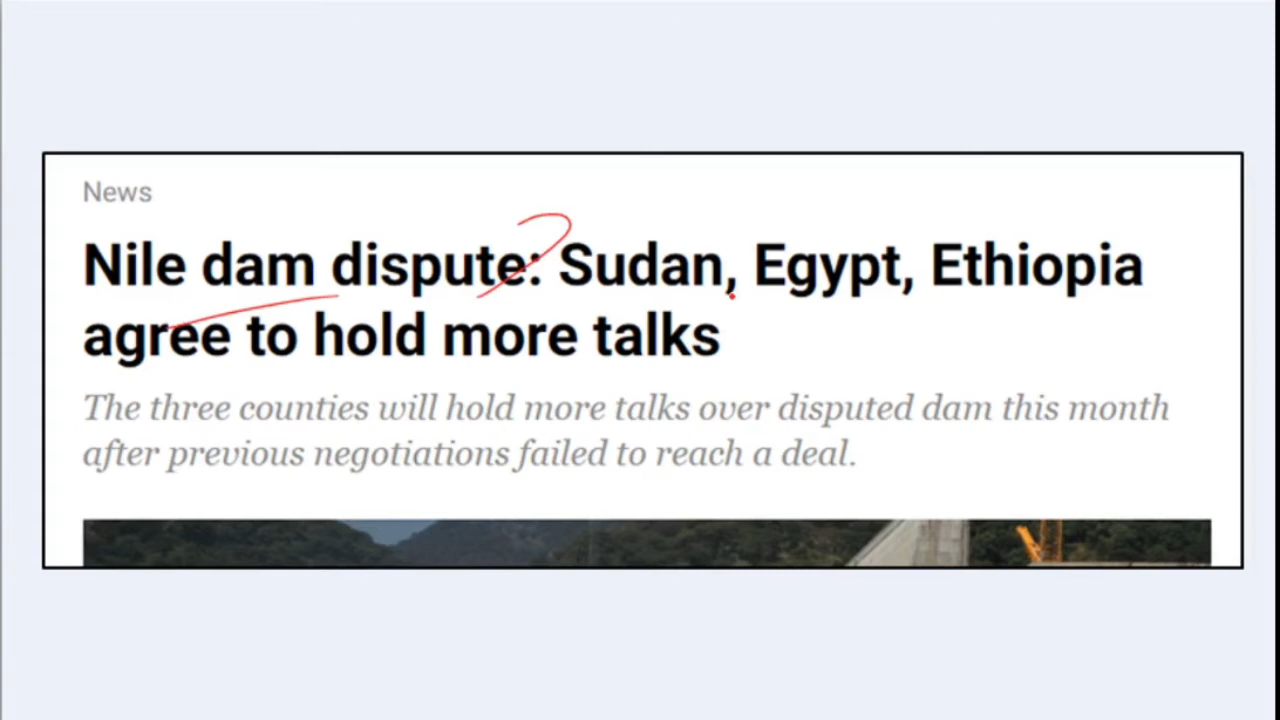 News
Nile dam dispute: Sudan, Egypt, Ethiopia
agree to hold more talks
The three counties will hold more talks over disputed dam this month
after previous negotiations failed to reach a deal.